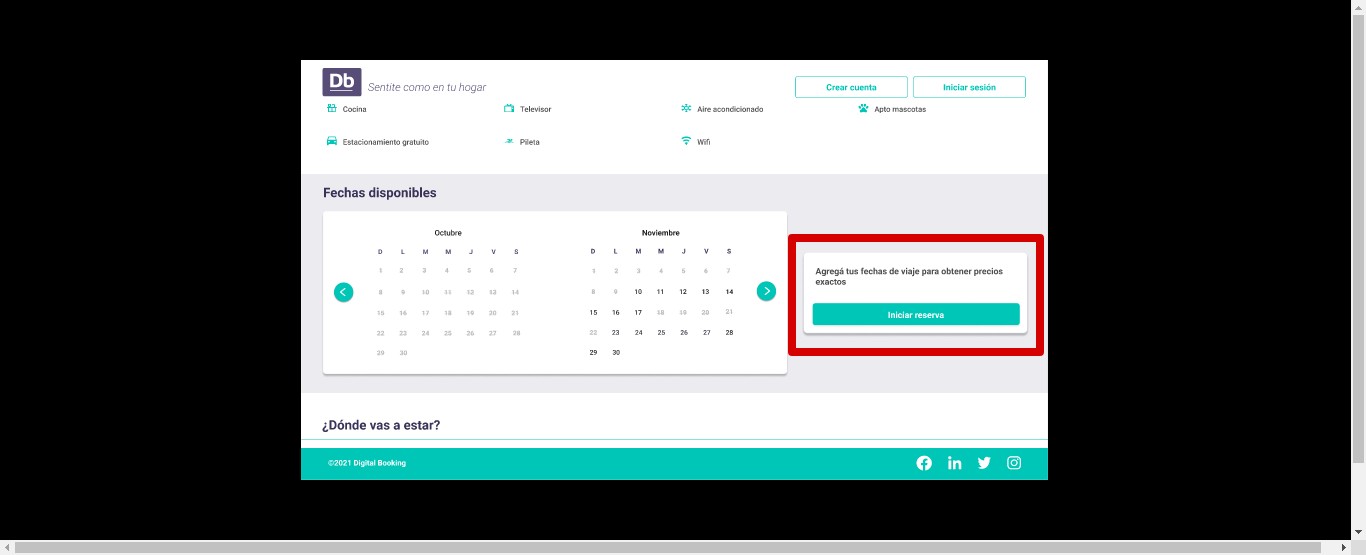 Db
Sentite como en tu hogar
Crear cuenta
Iniciar sesión
Cocina
Televisor
Aire acondicionado
Apto mascotas
Estacionamiento gratuito
Pileta
Wifi
Fechas disponibles
Octubre
D L M M J V S
1 2 3 4 5 6 7
8 9 10 11 12 13 14
15 16 17 18 19 20 21
22 23 24 25 26 27 28
29 30
Noviembre
D L M M J V S
1 2 3 4 5 6 7
8 9 10 11 12 13 14
15 16 17 18 19 20 21
22 23 24 25 26 27 28
29 30
Agregá tus fechas de viaje para obtener precios
exactos
Iniciar reserva
¿Dónde vas a estar?
©2021 Digital Booking